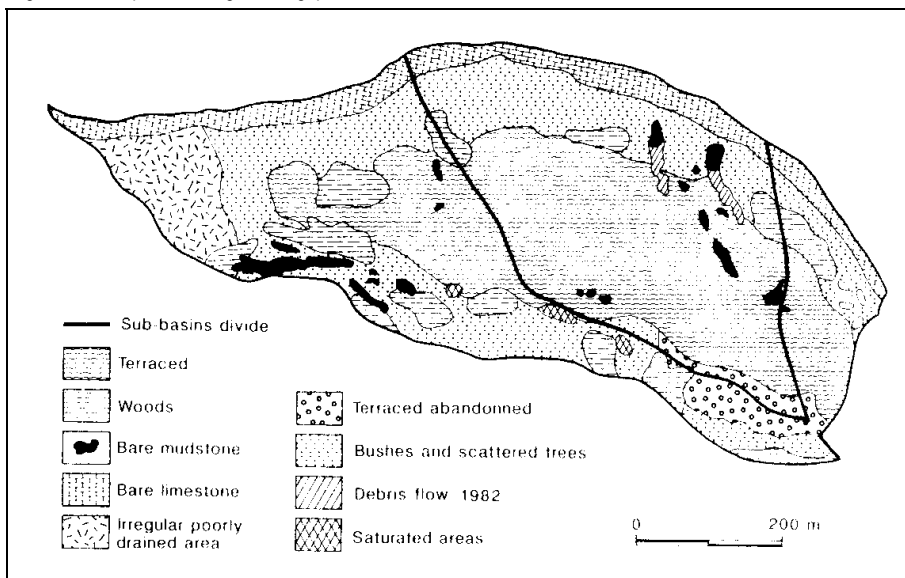 Sub-basins divide
Terraced
Woods
Bare mudstone
Bare limestone
Irregular poorly
drained area
Terraced abandonned
Bushes and scattered trees
Debris flow 1982
Saturated areas
0 200 m